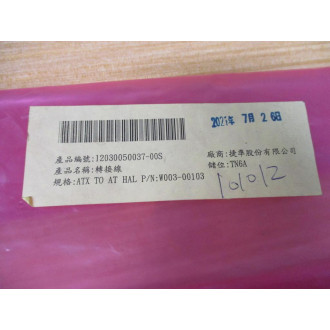 2021年 7月 26日
產品編號:12030050037-00S
產品名稱:轉接線
規格:ATX TO AT HAL P/N:W003-00103
廠商:捷準股份有限公司
儲位:TN6A
101012